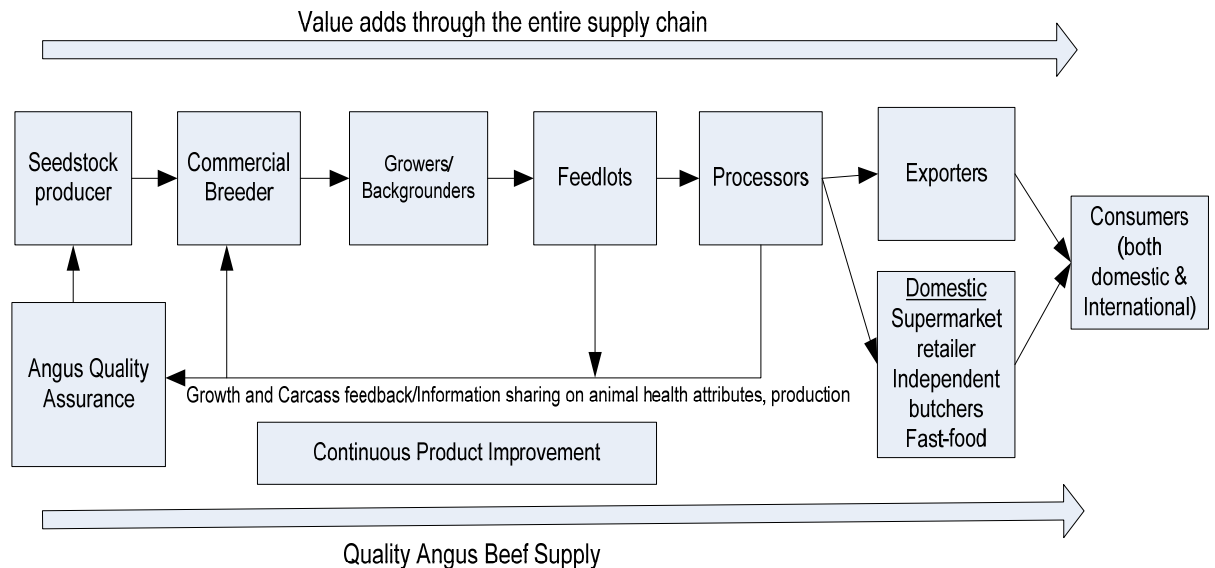 Value adds through the entire supply chain
Seedstock
producer
Commercial
Breeder
Growers/
Backgrounders
Feedlots
Processors
Exporters
Consumers
(both
domestic &
International)
Domestic
Supermarket
retailer
Independent
butchers
Fast-food
Angus Quality
Assurance
Growth and Carcass feedback/Information sharing on animal health attributes, production
Continuous Product Improvement
Quality Angus Beef Supply